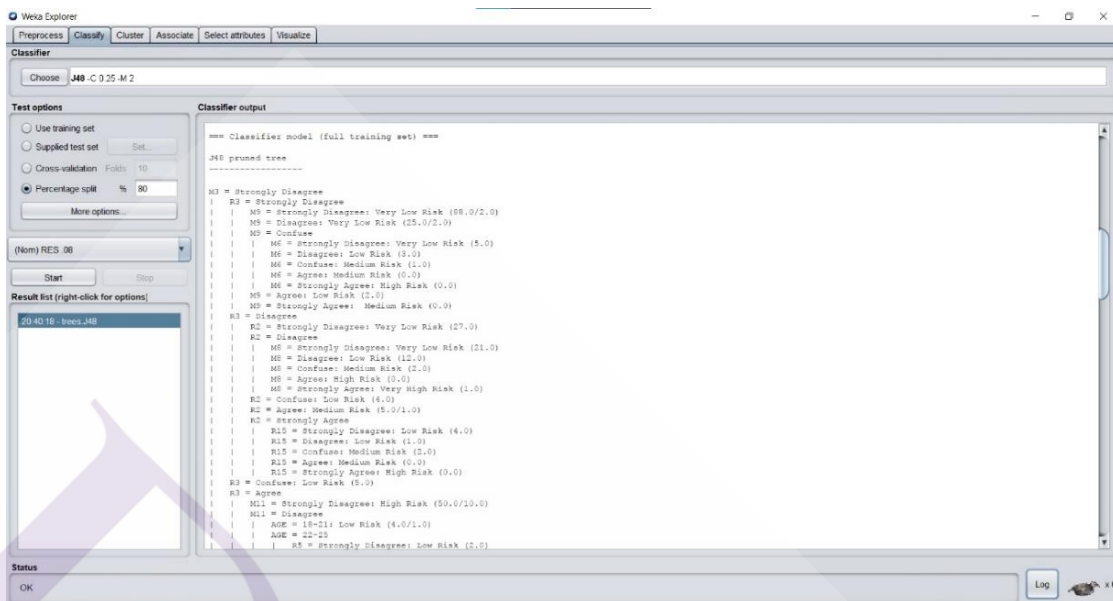 Weka Explorer
Preprocess Classify Cluster Associate Select attributes Visualize
Classifier
Choose J48 -C 0.25 -M 2
Test options
Use training set
Supplied test set Set...
Cross-validation Folds 10
Percentage split % 80
More options...
(Nom) RES .08
Start Stop
Result list (right-click for options)
20:40:18 - trees.J48
Classifier output
=== Classifier model (full training set) ===
J48 pruned tree
------------------
M3 = Strongly Disagree
|   R3 = Strongly Disagree
|   |   M9 = Strongly Disagree: Very Low Risk (88.0/2.0)
|   |   M9 = Disagree: Very Low Risk (25.0/2.0)
|   |   M9 = Confuse
|   |   |   M6 = Strongly Disagree: Very Low Risk (5.0)
|   |   |   M6 = Disagree: Low Risk (3.0)
|   |   |   M6 = Confuse: Medium Risk (1.0)
|   |   |   M6 = Agree: Medium Risk (0.0)
|   |   |   M6 = Strongly Agree: High Risk (0.0)
|   |   M9 = Agree: Low Risk (2.0)
|   |   M9 = Strongly Agree:  Medium Risk (0.0)
|   R3 = Disagree
|   |   R2 = Strongly Disagree: Very Low Risk (27.0)
|   |   R2 = Disagree
|   |   |   M8 = Strongly Disagree: Very Low Risk (21.0)
|   |   |   M8 = Disagree: Low Risk (12.0)
|   |   |   M8 = Confuse: Medium Risk (2.0)
|   |   |   M8 = Agree: High Risk (0.0)
|   |   |   M8 = Strongly Agree: Very High Risk (1.0)
|   |   R2 = Confuse: Low Risk (4.0)
|   |   R2 = Agree: Medium Risk (5.0/1.0)
|   |   R2 = Strongly Agree
|   |   |   R15 = Strongly Disagree: Low Risk (4.0)
|   |   |   R15 = Disagree: Low Risk (1.0)
|   |   |   R15 = Confuse: Medium Risk (2.0)
|   |   |   R15 = Agree: Medium Risk (0.0)
|   |   |   R15 = Strongly Agree: High Risk (0.0)
|   R3 = Confuse: Low Risk (5.0)
|   R3 = Agree
|   |   M11 = Strongly Disagree: High Risk (50.0/10.0)
|   |   M11 = Disagree
|   |   |   AGE = 18-21: Low Risk (4.0/1.0)
|   |   |   AGE = 22-25
|   |   |   |   R5 = Strongly Disagree: Low Risk (2.0)
Status
OK
Log